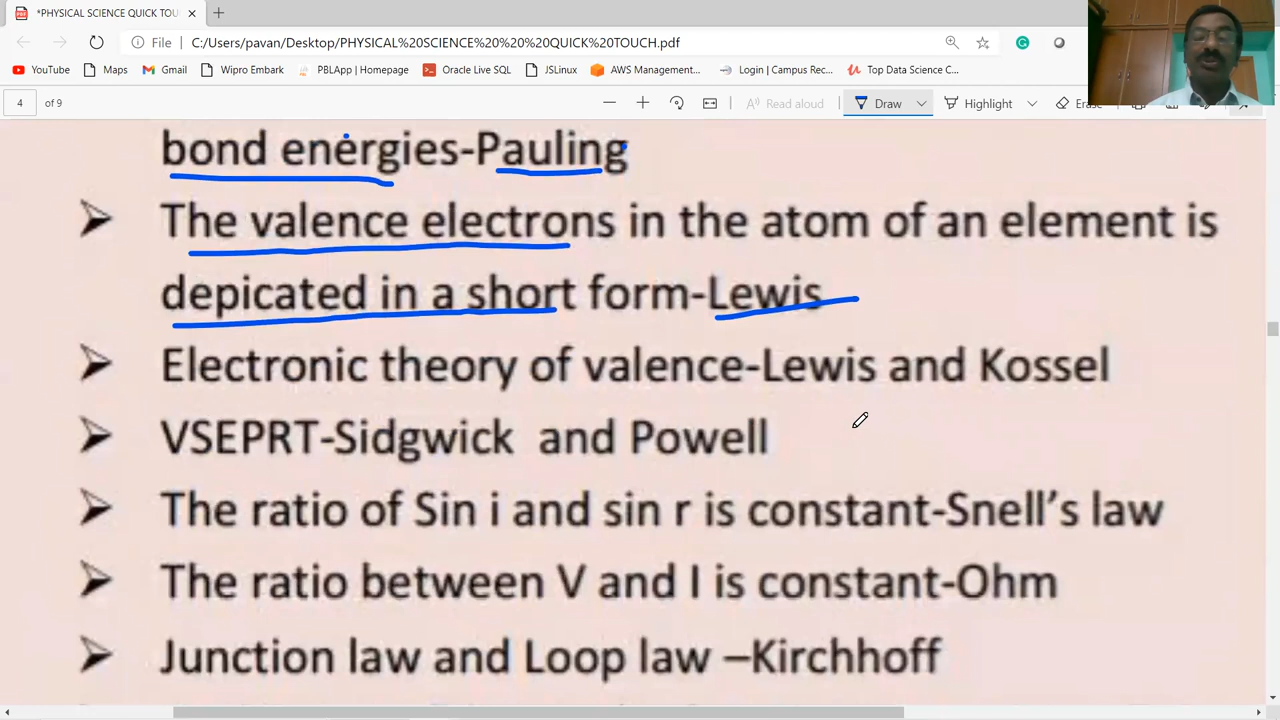 *PHYSICAL SCIENCE QUICK TOU
File C:/Users/pavan/Desktop/PHYSICAL%20SCIENCE%20%20%20QUICK%20TOUCH.pdf
YouTube Maps Gmail Wipro Embark PBLApp | Homepage Oracle Live SQL JSLinux AWS Management... Login | Campus Rec... Top Data Science C...
4 of 9 Read aloud Draw Highlight Erase
bond energies-Pauling
➤ The valence electrons in the atom of an element is
depicated in a short form-Lewis
➤ Electronic theory of valence-Lewis and Kossel
➤ VSEPRT-Sidgwick and Powell
➤ The ratio of Sin i and sin r is constant-Snell’s law
➤ The ratio between V and I is constant-Ohm
➤ Junction law and Loop law –Kirchhoff